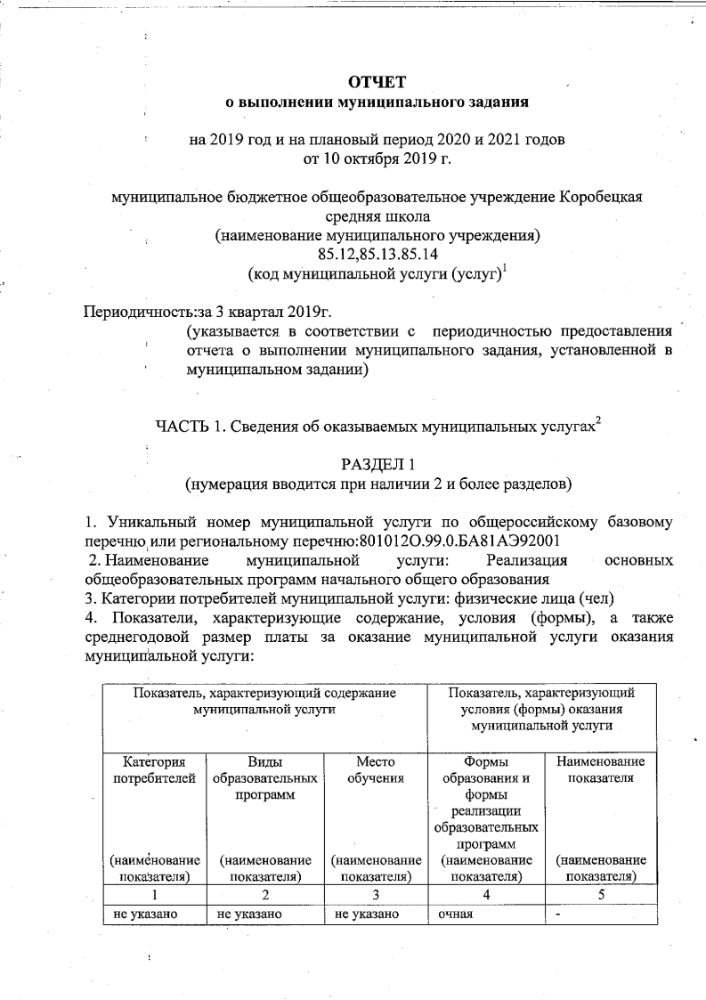 ОТЧЕТ
о выполнении муниципального задания
на 2019 год и на плановый период 2020 и 2021 годов
от 10 октября 2019 г.
муниципальное бюджетное общеобразовательное учреждение Коробецкая
средняя школа
(наименование муниципального учреждения)
85.12,85.13.85.14
(код муниципальной услуги (услуг)¹
Периодичность:за 3 квартал 2019г.
(указывается в соответствии с периодичностью предоставления
отчета о выполнении муниципального задания, установленной в
муниципальном задании)
ЧАСТЬ 1. Сведения об оказываемых муниципальных услугах²
РАЗДЕЛ 1
(нумерация вводится при наличии 2 и более разделов)
1. Уникальный номер муниципальной услуги по общероссийскому базовому
перечню или региональному перечню:801012О.99.0.БА81АЭ92001
2. Наименование муниципальной услуги: Реализация основных
общеобразовательных программ начального общего образования
3. Категории потребителей муниципальной услуги: физические лица (чел)
4. Показатели, характеризующие содержание, условия (формы), а также
среднегодовой размер платы за оказание муниципальной услуги оказания
муниципальной услуги:
Показатель, характеризующий содержание
муниципальной услуги
Показатель, характеризующий
условия (формы) оказания
муниципальной услуги
Категория
потребителей
(наименование
показателя)
Виды
образовательных
программ
(наименование
показателя)
Место
обучения
(наименование
показателя)
Формы
образования и
формы
реализации
образовательных
программ
(наименование
показателя)
Наименование
показателя
(наименование
показателя)
1 2 3 4 5
не указано не указано не указано очная -